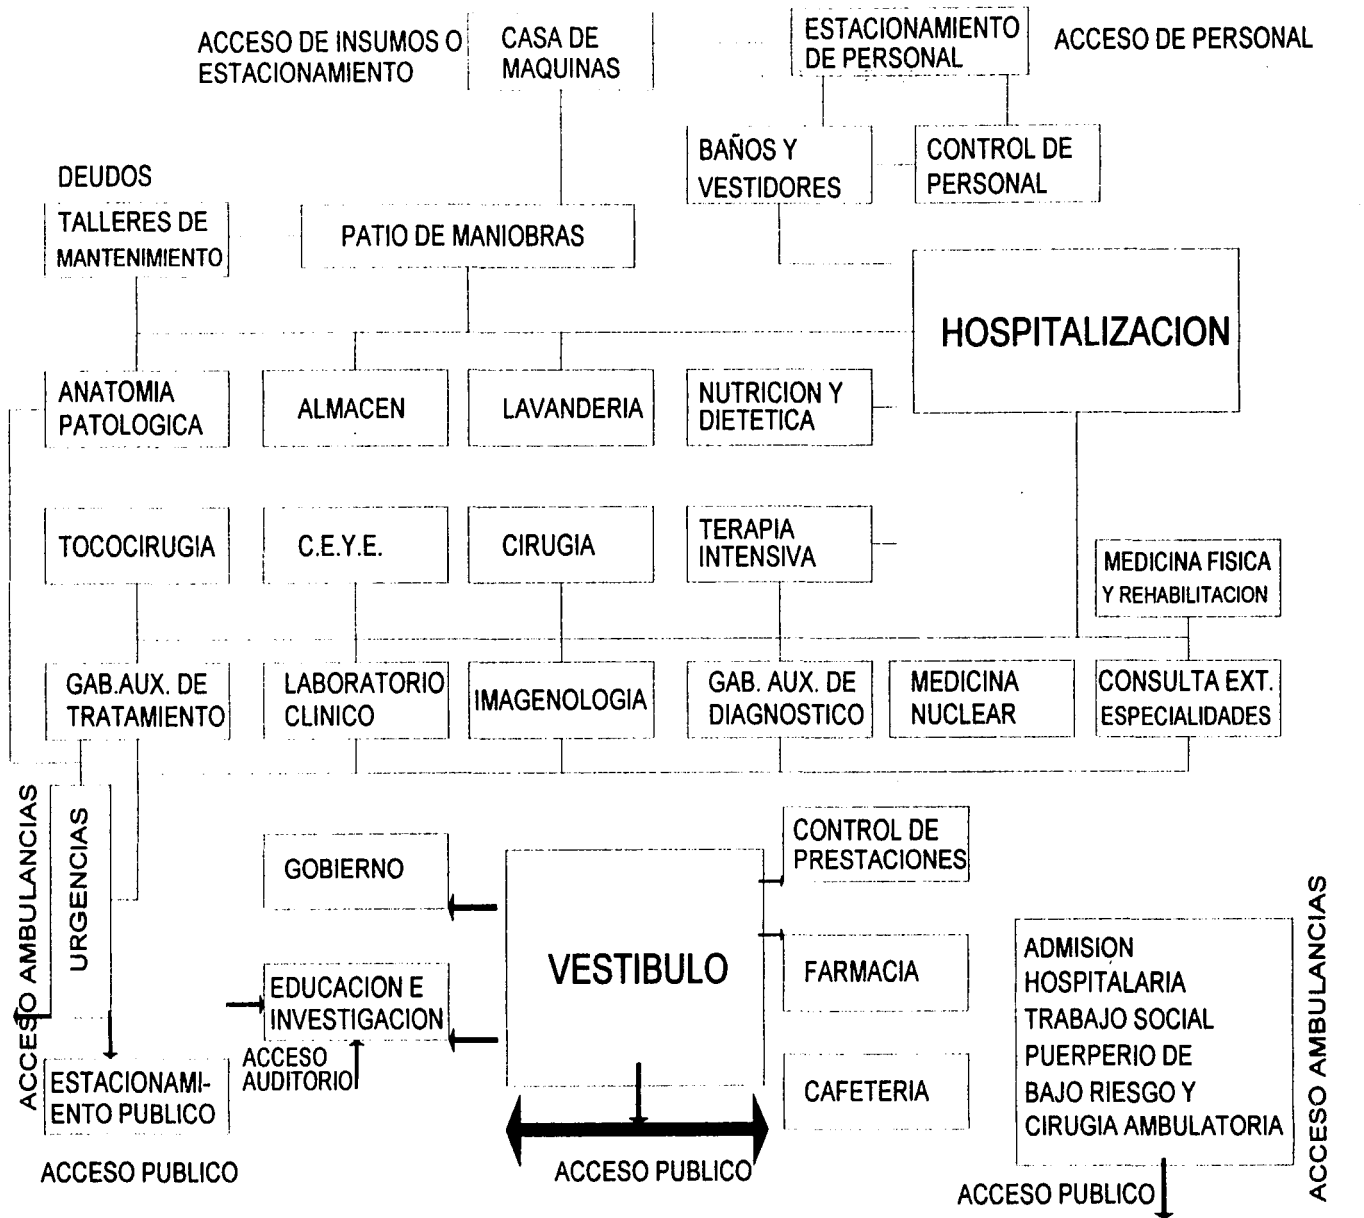 ACCESO DE INSUMOS O
ESTACIONAMIENTO
CASA DE
MAQUINAS
ESTACIONAMIENTO
DE PERSONAL
ACCESO DE PERSONAL
BAÑOS Y
VESTIDORES
CONTROL DE
PERSONAL
DEUDOS
TALLERES DE
MANTENIMIENTO
PATIO DE MANIOBRAS
HOSPITALIZACION
ANATOMIA
PATOLOGICA
ALMACEN
LAVANDERIA
NUTRICION Y
DIETETICA
TOCOCIRUGIA
C.E.Y.E.
CIRUGIA
TERAPIA
INTENSIVA
MEDICINA FISICA
Y REHABILITACION
GAB.AUX. DE
TRATAMIENTO
LABORATORIO
CLINICO
IMAGENOLOGIA
GAB. AUX. DE
DIAGNOSTICO
MEDICINA
NUCLEAR
CONSULTA EXT.
ESPECIALIDADES
ACCESO AMBULANCIAS
URGENCIAS
GOBIERNO
VESTIBULO
CONTROL DE
PRESTACIONES
EDUCACION E
INVESTIGACION
FARMACIA
ADMISION
HOSPITALARIA
TRABAJO SOCIAL
PUERPERIO DE
BAJO RIESGO Y
CIRUGIA AMBULATORIA
ACCESO AMBULANCIAS
ACCESO
AUDITORIO
ESTACIONAMI-
ENTO PUBLICO
CAFETERIA
ACCESO PUBLICO
ACCESO PUBLICO
ACCESO PUBLICO